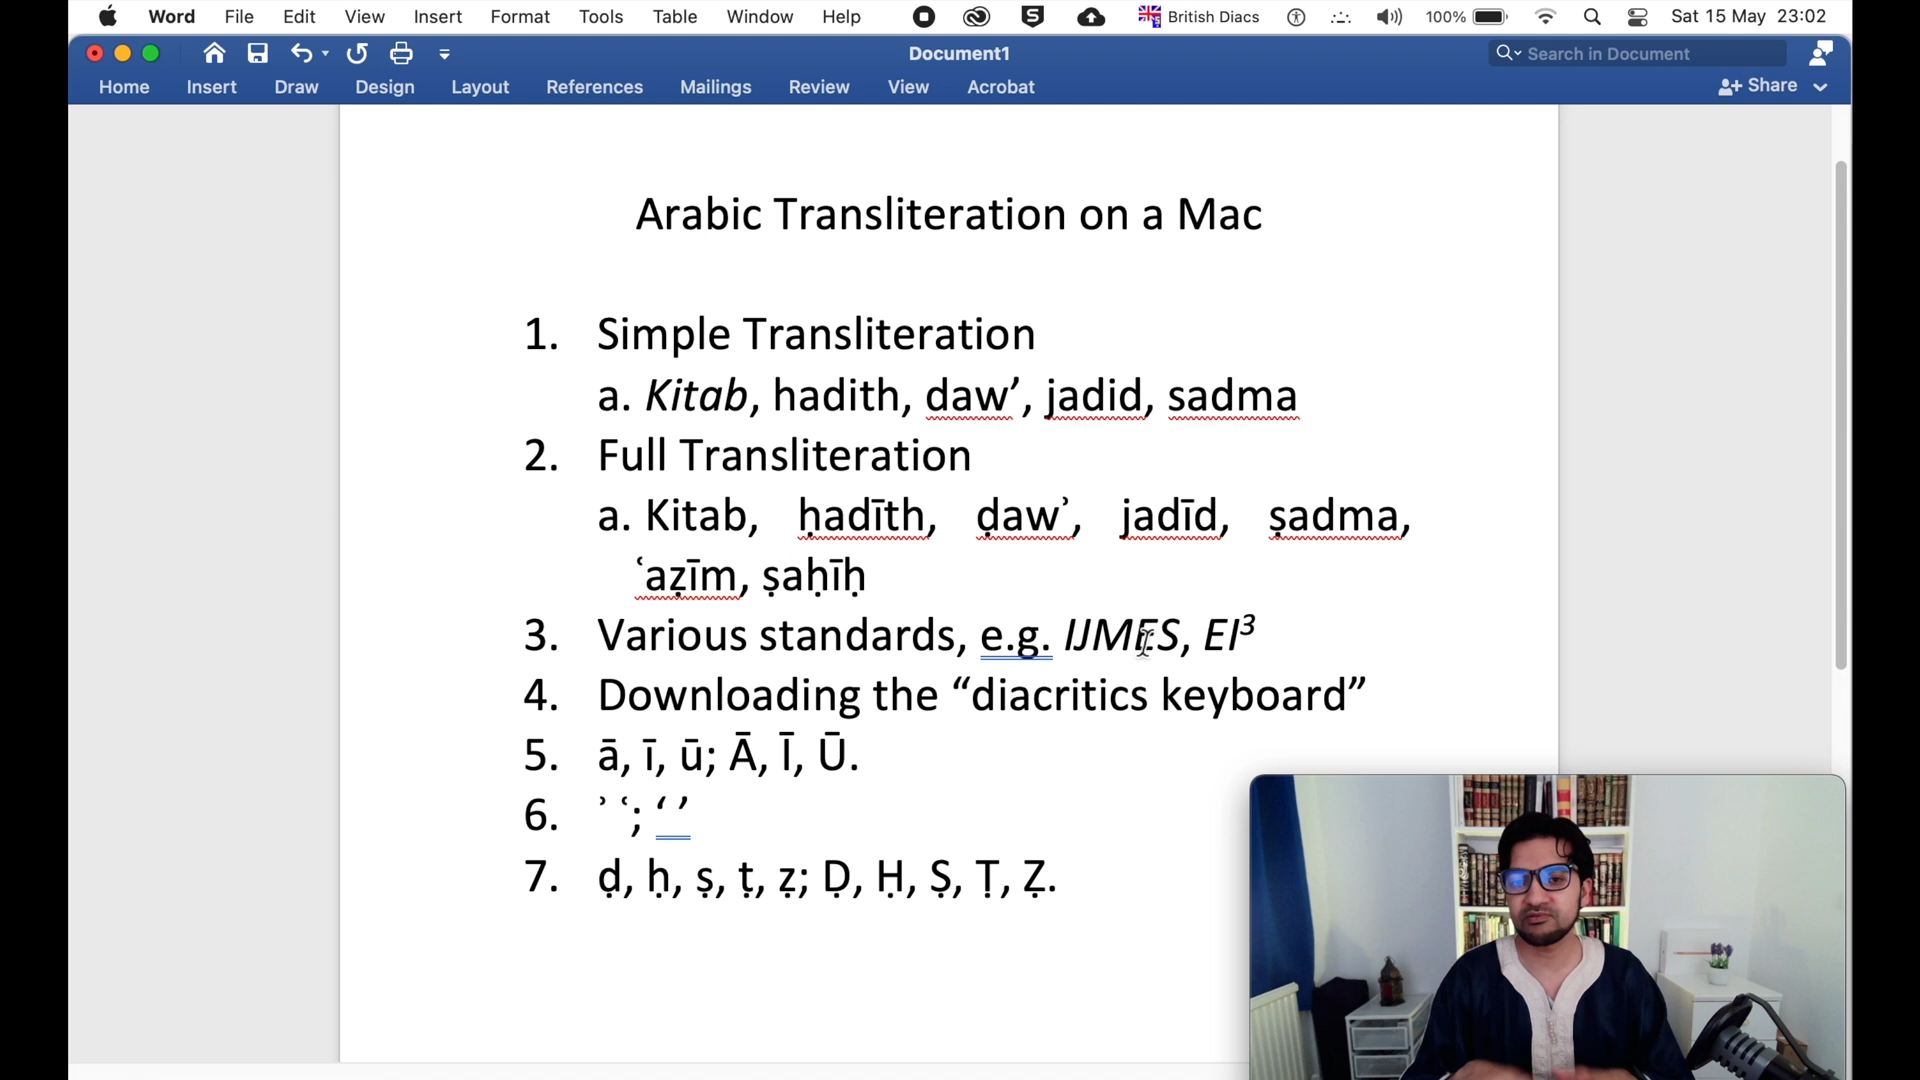 Word File Edit View Insert Format Tools Table Window Help British Diacs 100% Sat 15 May 23:02
Document1
Search in Document
Home Insert Draw Design Layout References Mailings Review View Acrobat Share
Arabic Transliteration on a Mac
1. Simple Transliteration
a. Kitab, hadith, daw’, jadid, sadma
2. Full Transliteration
a. Kitab, ḥadīth, ḍawʾ, jadīd, ṣadma,
ʿaẓīm, ṣaḥīḥ
3. Various standards, e.g. IJMES, EI³
4. Downloading the “diacritics keyboard”
5. ā, ī, ū; Ā, Ī, Ū.
6. ʾ ʿ; ‘ ’
7. ḍ, ḥ, ṣ, ṭ, ẓ; Ḍ, Ḥ, Ṣ, Ṭ, Ẓ.